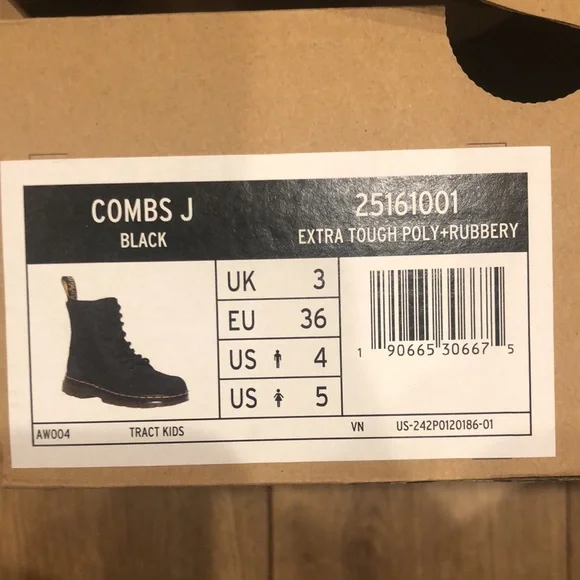 COMBS J
BLACK
25161001
EXTRA TOUGH POLY+RUBBERY
UK 3
EU 36
US 4
US 5
1 90665 30667 5
AW004 TRACT KIDS VN US-242P0120186-01